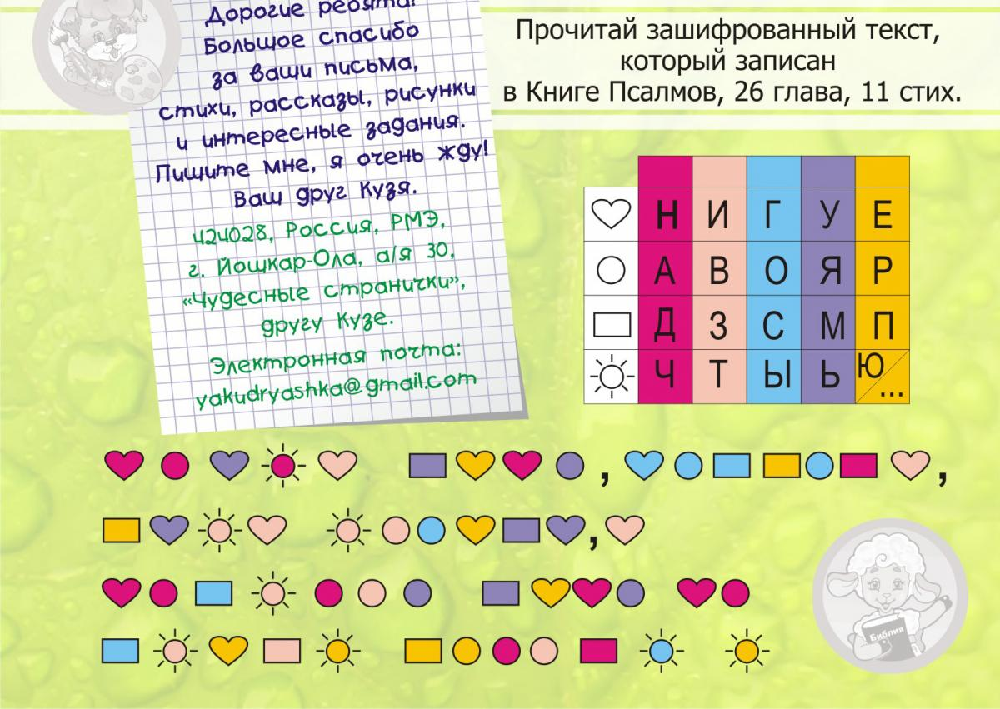 Дорогие ребята!
Большое спасибо
за ваши письма,
стихи, рассказы, рисунки
и интересные задания.
Пишите мне, я очень жду!
Ваш друг Кузя.
424028, Россия, РМЭ,
г. Йошкар-Ола, а/я 30,
«Чудесные странички»,
другу Кузе.
Электронная почта:
yakudryashka@gmail.com
Прочитай зашифрованный текст,
который записан
в Книге Псалмов, 26 глава, 11 стих.
Н И Г У Е
А В О Я Р
Д З С М П
Ч Т Ы Ь Ю...
, ,
,
Библия